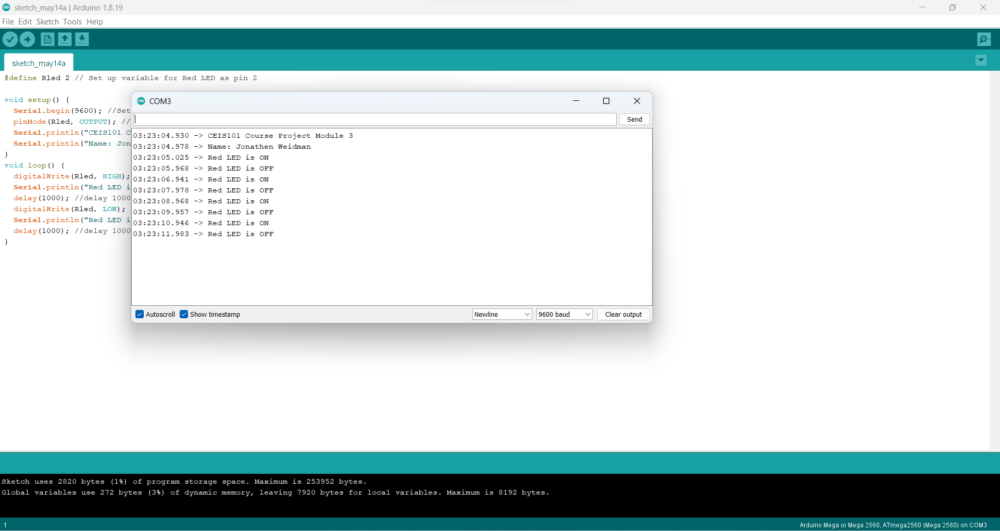 sketch_may14a | Arduino 1.8.19
File Edit Sketch Tools Help
sketch_may14a
#define Rled 2 // Set up variable for Red LED as pin 2
void setup() {
Serial.begin(9600); //Set
pinMode(Rled, OUTPUT); //
Serial.println("CEIS101 C
Serial.println("Name: Jon
}
void loop() {
digitalWrite(Rled, HIGH);
Serial.println("Red LED i
delay(1000); //delay 1000
digitalWrite(Rled, LOW);
Serial.println("Red LED i
delay(1000); //delay 1000
}
COM3
Send
03:23:04.930 -> CEIS101 Course Project Module 3
03:23:04.978 -> Name: Jonathen Weidman
03:23:05.025 -> Red LED is ON
03:23:05.968 -> Red LED is OFF
03:23:06.941 -> Red LED is ON
03:23:07.978 -> Red LED is OFF
03:23:08.968 -> Red LED is ON
03:23:09.957 -> Red LED is OFF
03:23:10.946 -> Red LED is ON
03:23:11.983 -> Red LED is OFF
Autoscroll Show timestamp Newline 9600 baud Clear output
Sketch uses 2820 bytes (1%) of program storage space. Maximum is 253952 bytes.
Global variables use 272 bytes (3%) of dynamic memory, leaving 7920 bytes for local variables. Maximum is 8192 bytes.
1 Arduino Mega or Mega 2560, ATmega2560 (Mega 2560) on COM3